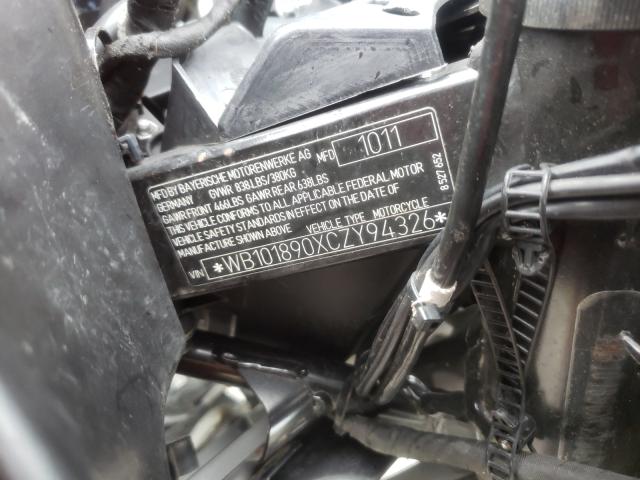 MFD BY BAYERISCHE MOTORENWERKE AG MFD 1011
GERMANY GVWR 838LBS/380KG
GAWR FRONT 466LBS GAWR REAR 639LBS
THIS VEHICLE CONFORMS TO ALL APPLICABLE FEDERAL MOTOR
VEHICLE SAFETY STANDARDS IN EFFECT ON THE DATE OF
MANUFACTURE SHOWN ABOVE VEHICLE TYPE MOTORCYCLE
VIN *WB101890XCZY94326*
8 527 652